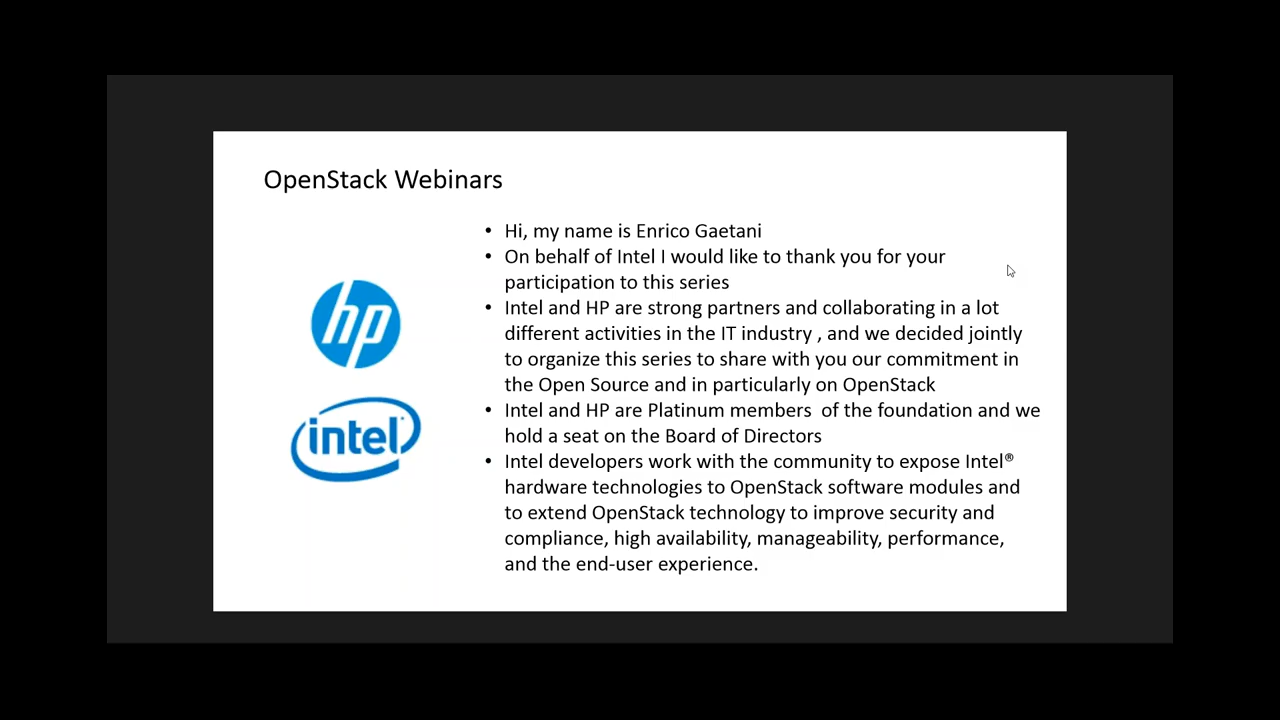 OpenStack Webinars
• Hi, my name is Enrico Gaetani
• On behalf of Intel I would like to thank you for your
participation to this series
• Intel and HP are strong partners and collaborating in a lot
different activities in the IT industry , and we decided jointly
to organize this series to share with you our commitment in
the Open Source and in particularly on OpenStack
• Intel and HP are Platinum members  of the foundation and we
hold a seat on the Board of Directors
• Intel developers work with the community to expose Intel®
hardware technologies to OpenStack software modules and
to extend OpenStack technology to improve security and
compliance, high availability, manageability, performance,
and the end-user experience.
hp
intel